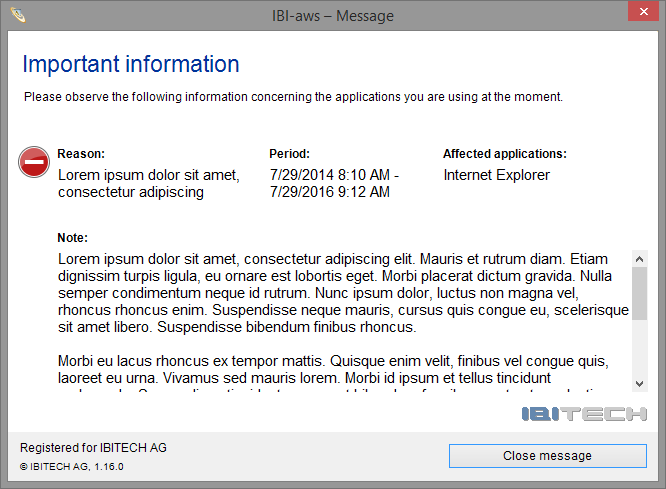 IBI-aws – Message
Important information
Please observe the following information concerning the applications you are using at the moment.
Reason:
Lorem ipsum dolor sit amet,
consectetur adipiscing
Period:
7/29/2014 8:10 AM -
7/29/2016 9:12 AM
Affected applications:
Internet Explorer
Note:
Lorem ipsum dolor sit amet, consectetur adipiscing elit. Mauris et rutrum diam. Etiam
dignissim turpis ligula, eu ornare est lobortis eget. Morbi placerat dictum gravida. Nulla
semper condimentum neque id rutrum. Nunc ipsum dolor, luctus non magna vel,
rhoncus rhoncus enim. Suspendisse neque mauris, cursus quis congue eu, scelerisque
sit amet libero. Suspendisse bibendum finibus rhoncus.
Morbi eu lacus rhoncus ex tempor mattis. Quisque enim velit, finibus vel congue quis,
laoreet eu urna. Vivamus sed mauris lorem. Morbi id ipsum et tellus tincidunt
IBITECH
Registered for IBITECH AG
© IBITECH AG, 1.16.0
Close message